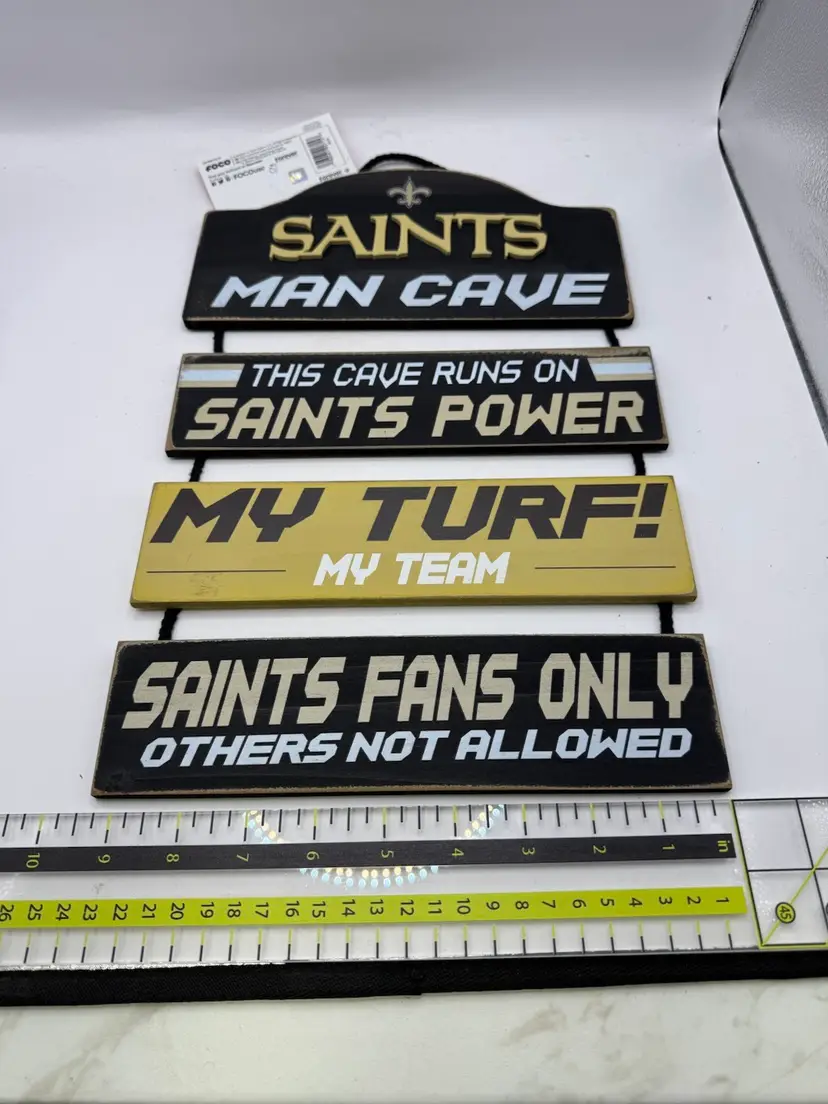 FOCO
FOCOUSA
SAINTS
MAN CAVE
THIS CAVE RUNS ON
SAINTS POWER
MY TURF!
MY TEAM
SAINTS FANS ONLY
OTHERS NOT ALLOWED
10 9 8 7 6 5 4 3 2 1 in
26 25 24 23 22 21 20 19 18 17 16 15 14 13 12 11 10 9 8 7 6 5 4 3 2 1
45